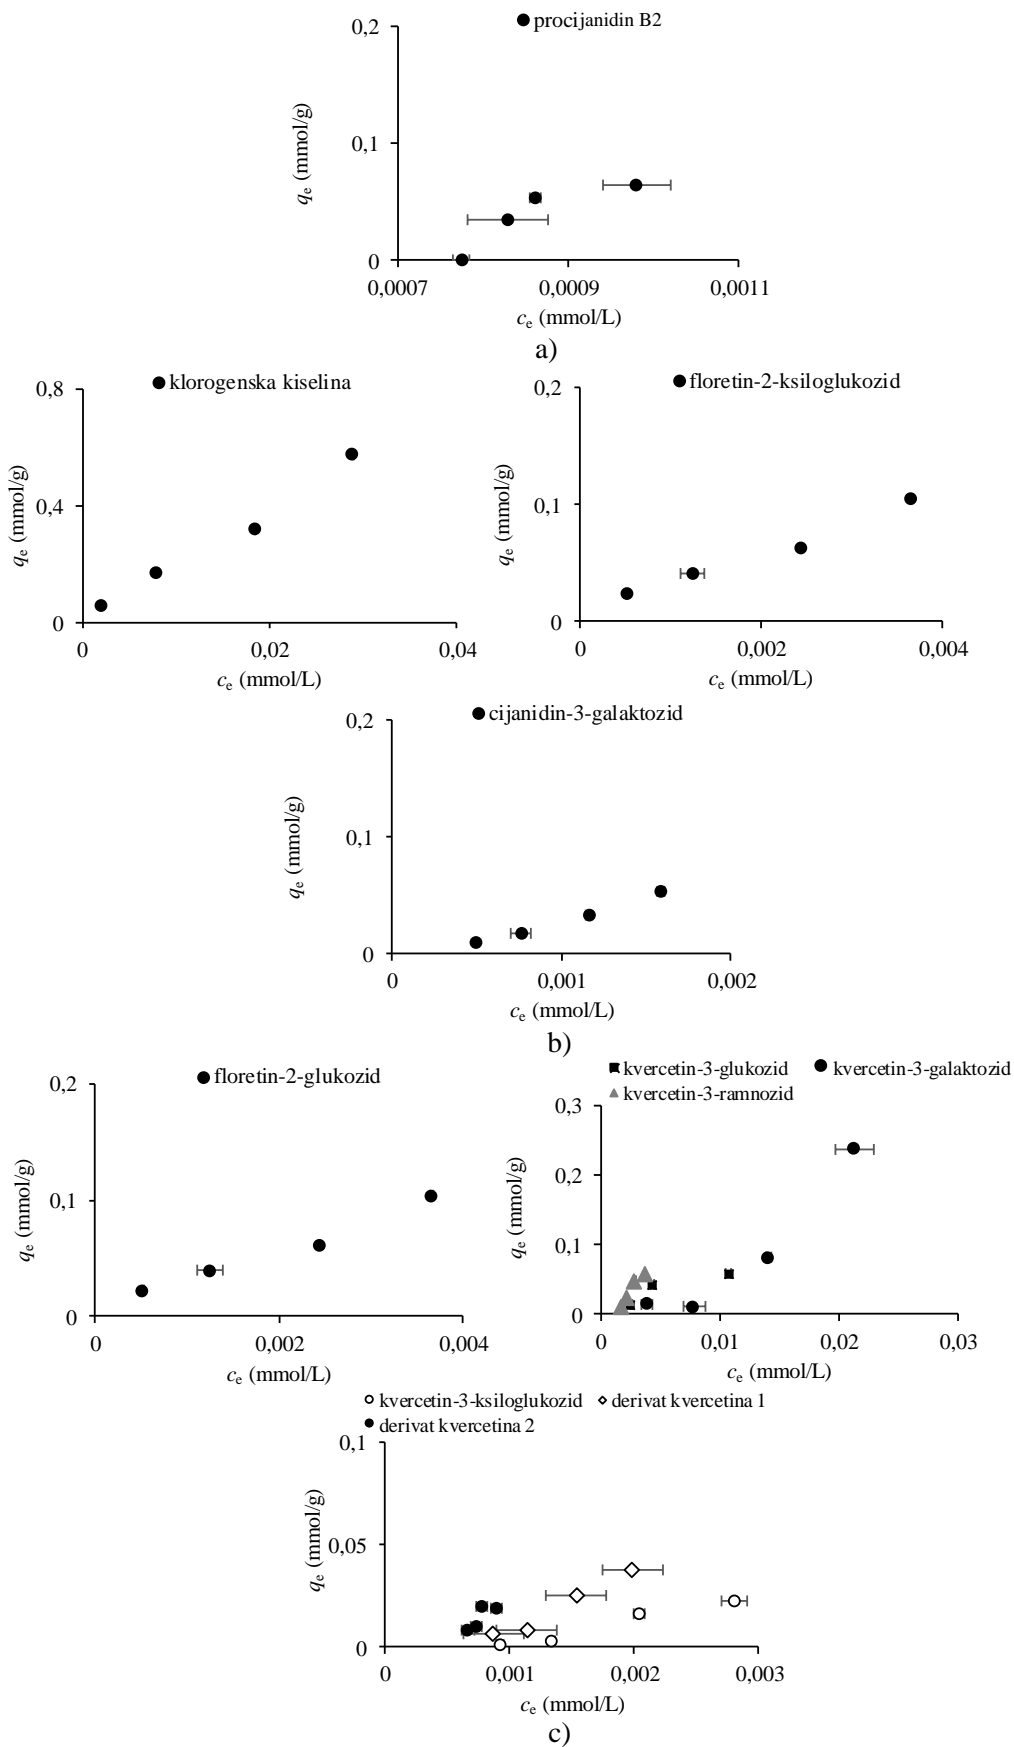 procijanidin B2
0,2
0,1
0
qe (mmol/g)
0,0007 0,0009 0,0011
ce (mmol/L)
a)
klorogenska kiselina
0,8
0,4
0
qe (mmol/g)
0 0,02 0,04
ce (mmol/L)
floretin-2-ksiloglukozid
0,2
0,1
0
qe (mmol/g)
0 0,002 0,004
ce (mmol/L)
cijanidin-3-galaktozid
0,2
0,1
0
qe (mmol/g)
0 0,001 0,002
ce (mmol/L)
b)
floretin-2-glukozid
0,2
0,1
0
qe (mmol/g)
0 0,002 0,004
ce (mmol/L)
kvercetin-3-glukozid kvercetin-3-galaktozid
kvercetin-3-ramnozid
0,3
0,2
0,1
0
qe (mmol/g)
0 0,01 0,02 0,03
ce (mmol/L)
kvercetin-3-ksiloglukozid derivat kvercetina 1
derivat kvercetina 2
0,1
0,05
0
qe (mmol/g)
0 0,001 0,002 0,003
ce (mmol/L)
c)